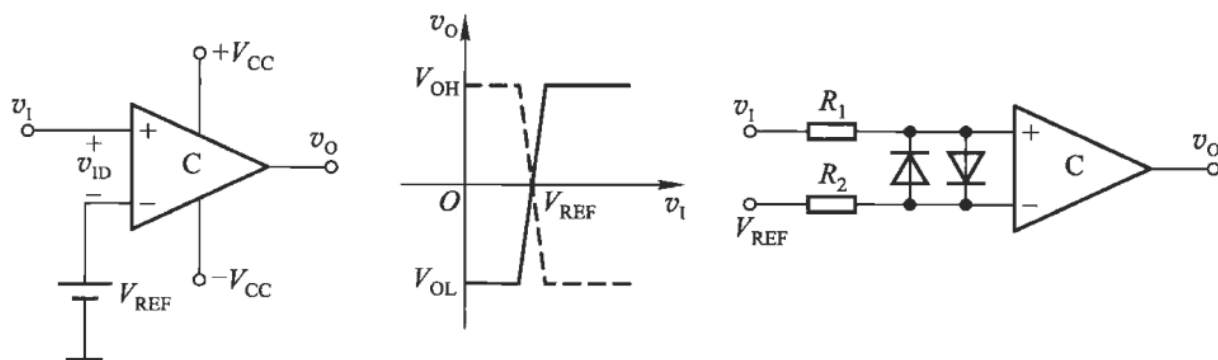 +V_CC
v_I
+
+
v_ID
C
v_O
−
−
V_REF
−V_CC
v_O
V_OH
O
V_REF
v_I
V_OL
v_I
R_1
+
C
v_O
R_2
−
V_REF